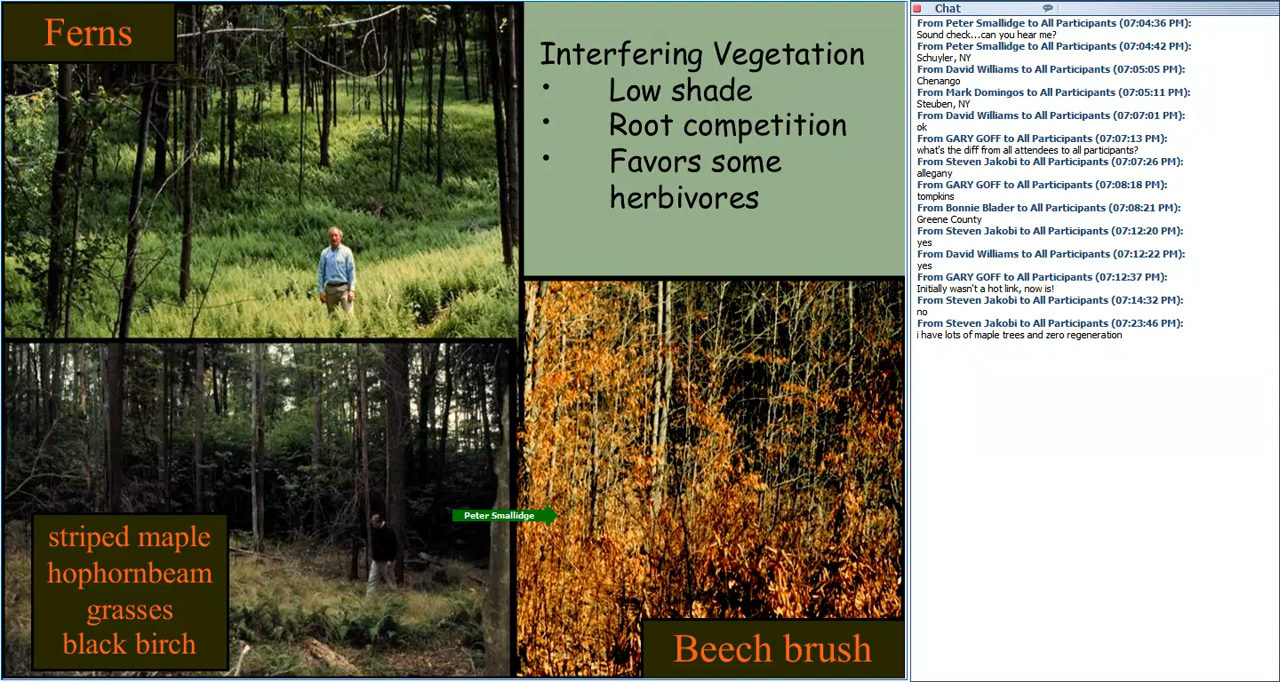 Ferns
Interfering Vegetation
• Low shade
• Root competition
• Favors some
herbivores
striped maple
hophornbeam
grasses
black birch
Peter Smallidge
Beech brush
Chat
From Peter Smallidge to All Participants (07:04:36 PM):
Sound check...can you hear me?
From Peter Smallidge to All Participants (07:04:42 PM):
Schuyler, NY
From David Williams to All Participants (07:05:05 PM):
Chenango
From Mark Domingos to All Participants (07:05:11 PM):
Steuben, NY
From David Williams to All Participants (07:07:01 PM):
ok
From GARY GOFF to All Participants (07:07:13 PM):
what's the diff from all attendees to all participants?
From Steven Jakobi to All Participants (07:07:26 PM):
allegany
From GARY GOFF to All Participants (07:08:18 PM):
tompkins
From Bonnie Blader to All Participants (07:08:21 PM):
Greene County
From Steven Jakobi to All Participants (07:12:20 PM):
yes
From David Williams to All Participants (07:12:22 PM):
yes
From GARY GOFF to All Participants (07:12:37 PM):
Initially wasn't a hot link, now is!
From Steven Jakobi to All Participants (07:14:32 PM):
no
From Steven Jakobi to All Participants (07:23:46 PM):
i have lots of maple trees and zero regeneration